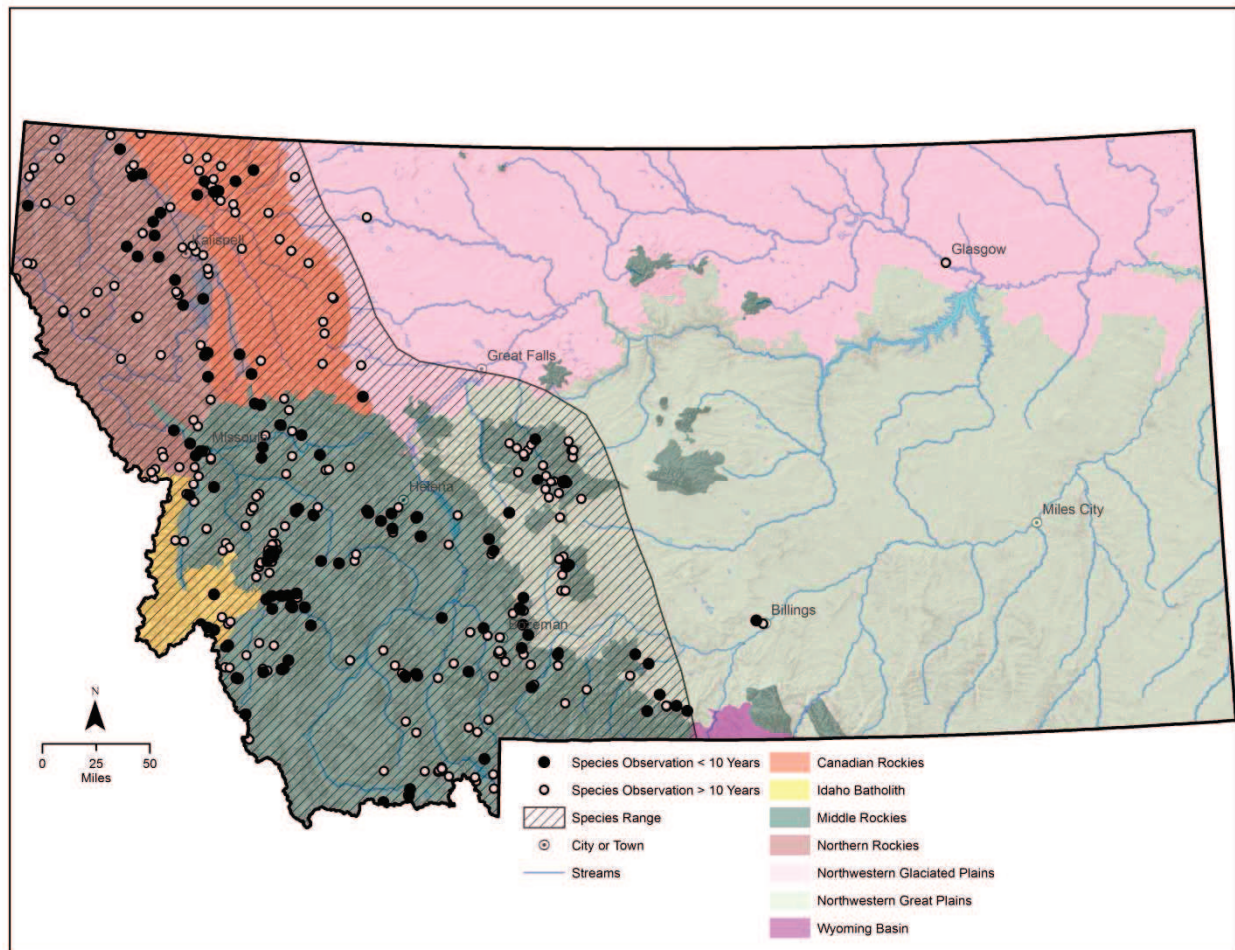 Kalispell
Glasgow
Great Falls
Missoula
Helena
Miles City
Billings
Bozeman
N
0 25 50
Miles
Species Observation < 10 Years
Species Observation > 10 Years
Species Range
City or Town
Streams
Canadian Rockies
Idaho Batholith
Middle Rockies
Northern Rockies
Northwestern Glaciated Plains
Northwestern Great Plains
Wyoming Basin